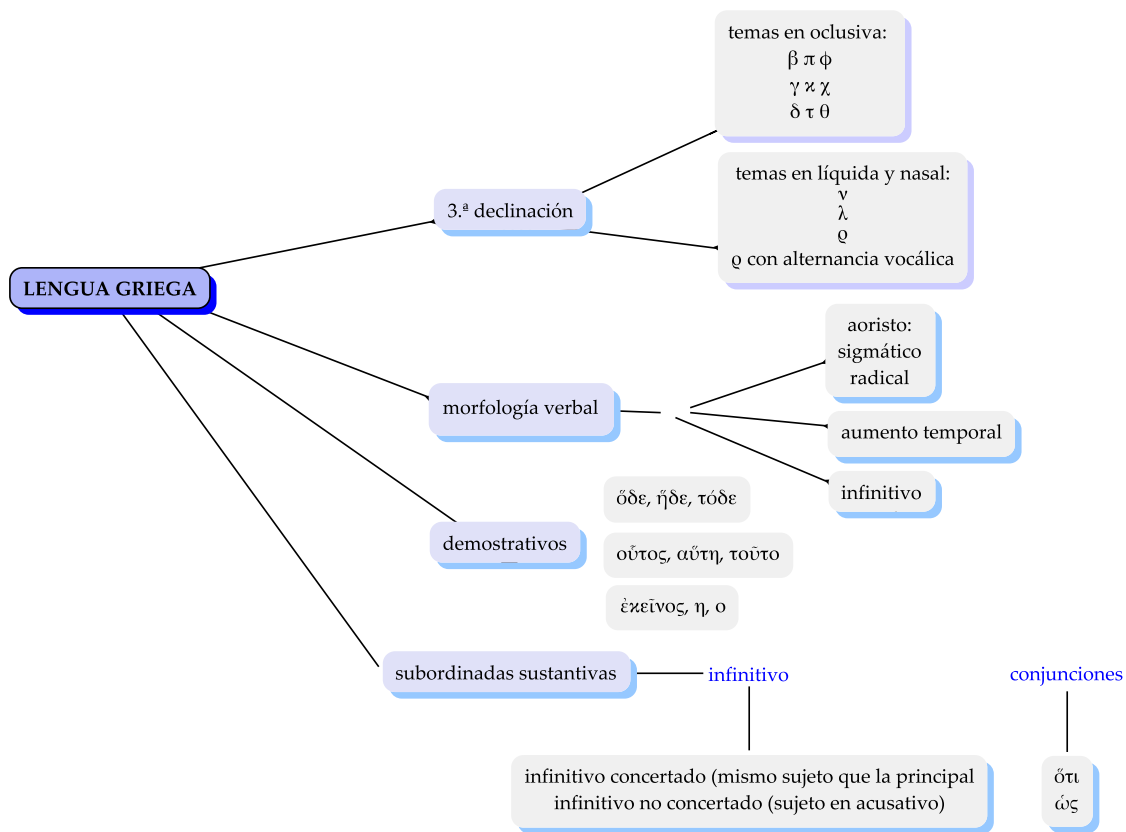 temas en oclusiva:
β π φ
γ ϰ χ
δ τ θ
temas en líquida y nasal:
ν
λ
ϱ
ϱ con alternancia vocálica
3.ª declinación
LENGUA GRIEGA
aoristo:
sigmático
radical
morfología verbal
aumento temporal
infinitivo
ὅδε, ἥδε, τόδε
demostrativos
οὗτος, αὕτη, τοῦτο
ἐϰεῖνος, η, ο
subordinadas sustantivas
infinitivo
conjunciones
infinitivo concertado (mismo sujeto que la principal
infinitivo no concertado (sujeto en acusativo)
ὅτι
ὡς